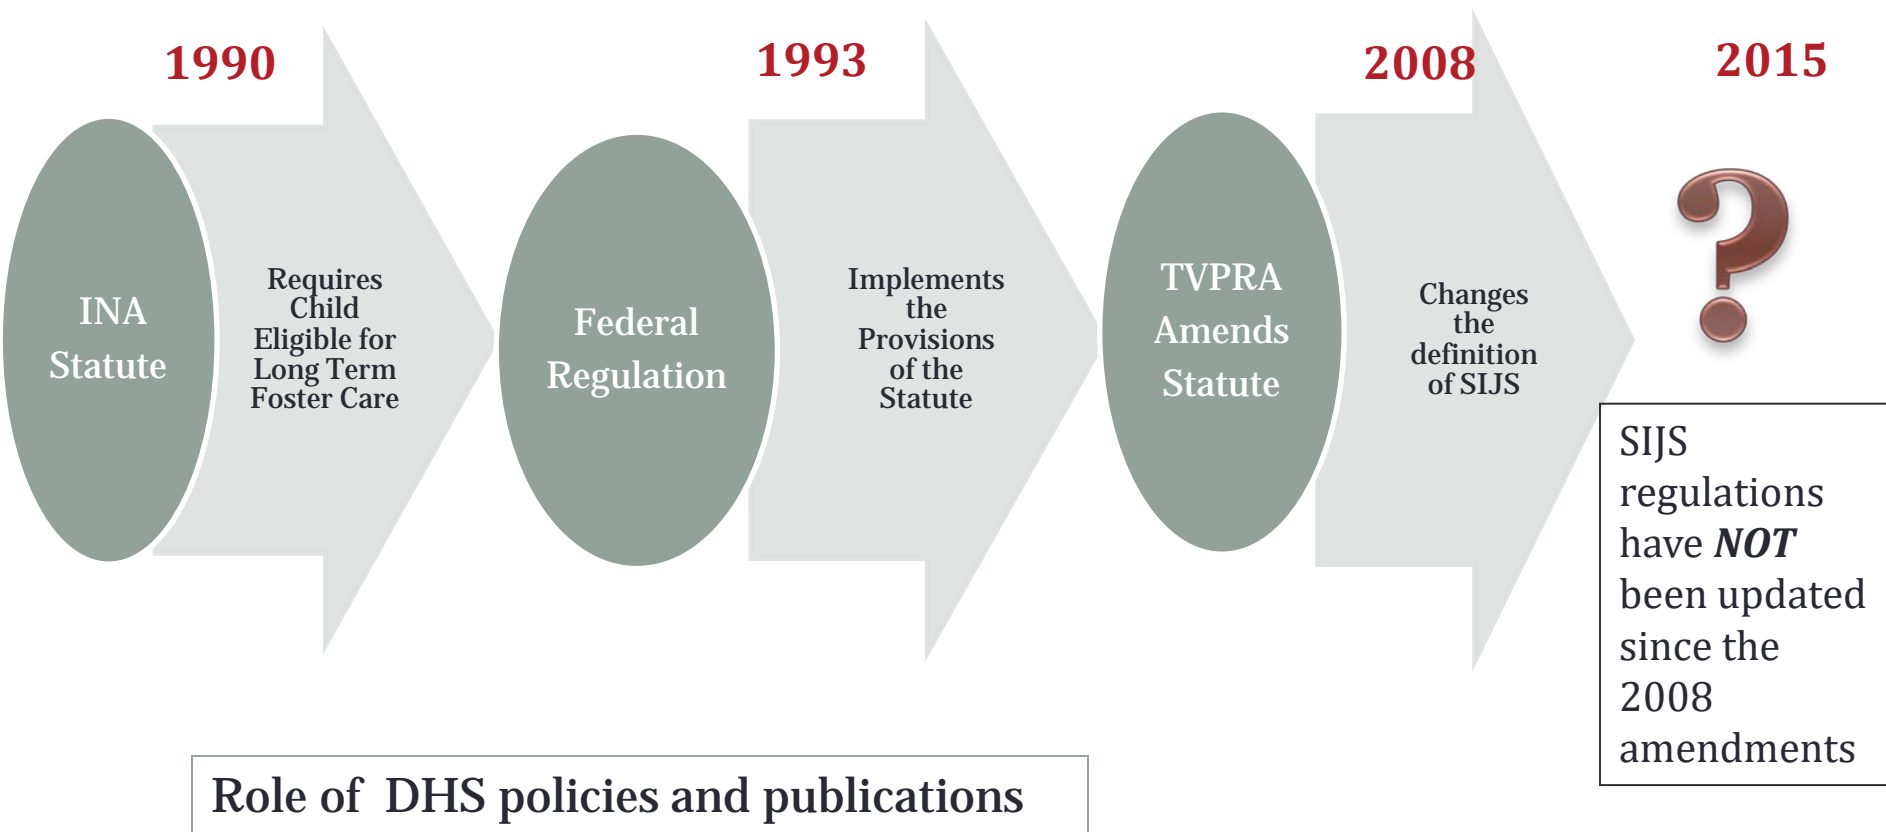 1990
INA
Statute
Requires
Child
Eligible for
Long Term
Foster Care
1993
Federal
Regulation
Implements
the
Provisions
of the
Statute
2008
TVPRA
Amends
Statute
Changes
the
definition
of SIJS
2015
?
SIJS
regulations
have NOT
been updated
since the
2008
amendments
Role of DHS policies and publications